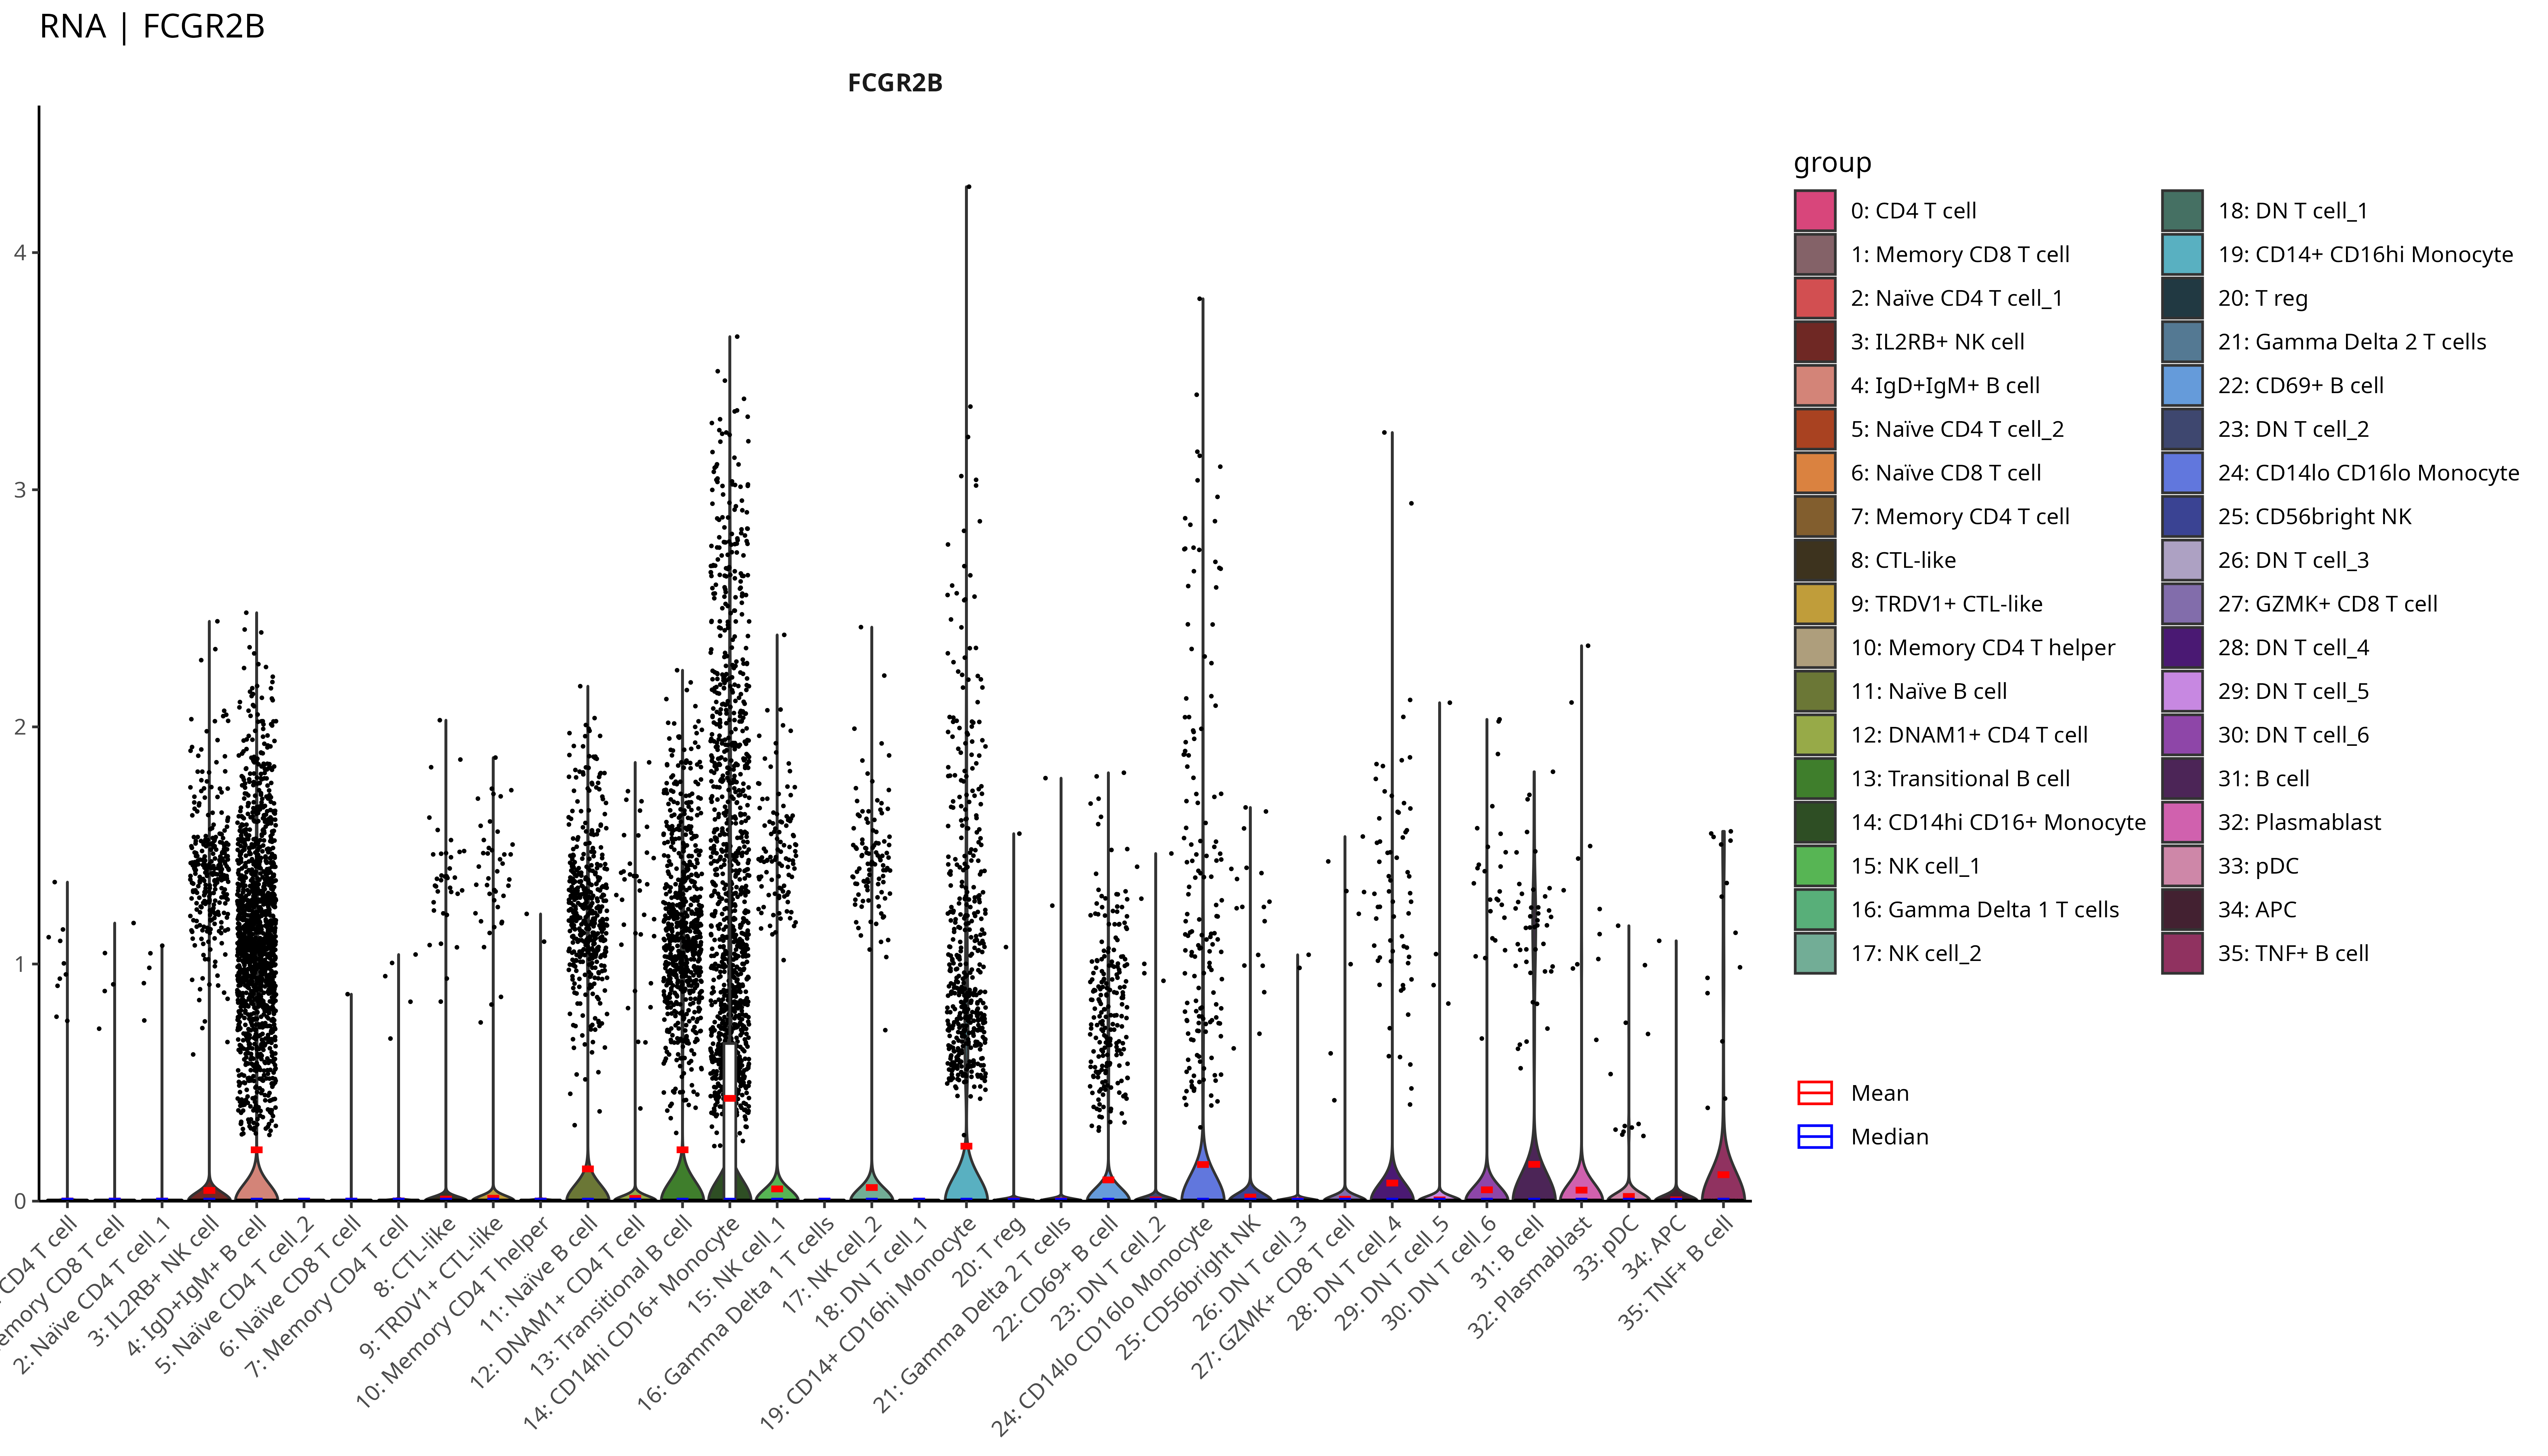 RNA | FCGR2B
FCGR2B
4
3
2
1
0
CD4 T cell
emory CD8 T cell
2: Naïve CD4 T cell_1
3: IL2RB+ NK cell
4: IgD+IgM+ B cell
5: Naïve CD4 T cell_2
6: Naïve CD8 T cell
7: Memory CD4 T cell
8: CTL-like
9: TRDV1+ CTL-like
10: Memory CD4 T helper
11: Naïve B cell
12: DNAM1+ CD4 T cell
13: Transitional B cell
14: CD14hi CD16+ Monocyte
15: NK cell_1
16: Gamma Delta 1 T cells
17: NK cell_2
18: DN T cell_1
19: CD14+ CD16hi Monocyte
20: T reg
21: Gamma Delta 2 T cells
22: CD69+ B cell
23: DN T cell_2
24: CD14lo CD16lo Monocyte
25: CD56bright NK
26: DN T cell_3
27: GZMK+ CD8 T cell
28: DN T cell_4
29: DN T cell_5
30: DN T cell_6
31: B cell
32: Plasmablast
33: pDC
34: APC
35: TNF+ B cell
group
0: CD4 T cell
1: Memory CD8 T cell
2: Naïve CD4 T cell_1
3: IL2RB+ NK cell
4: IgD+IgM+ B cell
5: Naïve CD4 T cell_2
6: Naïve CD8 T cell
7: Memory CD4 T cell
8: CTL-like
9: TRDV1+ CTL-like
10: Memory CD4 T helper
11: Naïve B cell
12: DNAM1+ CD4 T cell
13: Transitional B cell
14: CD14hi CD16+ Monocyte
15: NK cell_1
16: Gamma Delta 1 T cells
17: NK cell_2
18: DN T cell_1
19: CD14+ CD16hi Monocyte
20: T reg
21: Gamma Delta 2 T cells
22: CD69+ B cell
23: DN T cell_2
24: CD14lo CD16lo Monocyte
25: CD56bright NK
26: DN T cell_3
27: GZMK+ CD8 T cell
28: DN T cell_4
29: DN T cell_5
30: DN T cell_6
31: B cell
32: Plasmablast
33: pDC
34: APC
35: TNF+ B cell
Mean
Median